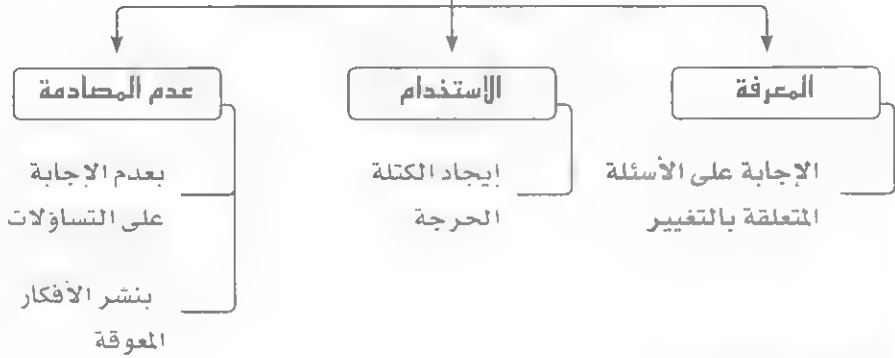 المعرفة
الإجابة على الأسئلة
المتعلقة بالتغيير
الاستخدام
إيجاد الكتلة
الحرجة
عدم المصادمة
بعدم الإجابة
على التساؤلات
بنشر الأفكار
المعوقة